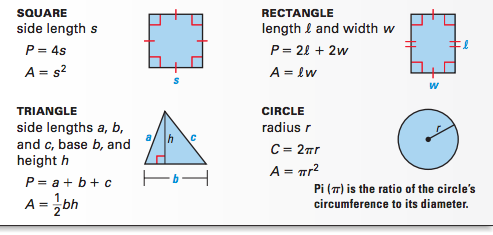 SQUARE
side length s
P = 4s
A = s²
s
RECTANGLE
length ℓ and width w
P = 2ℓ + 2w
A = ℓw
ℓ
w
TRIANGLE
side lengths a, b,
and c, base b, and
height h
P = a + b + c
A = ½bh
a
h
c
b
CIRCLE
radius r
C = 2πr
A = πr²
r
Pi (π) is the ratio of the circle's
circumference to its diameter.